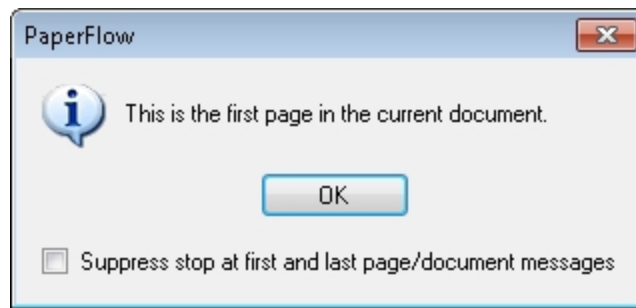 PaperFlow
This is the first page in the current document.
OK
Suppress stop at first and last page/document messages